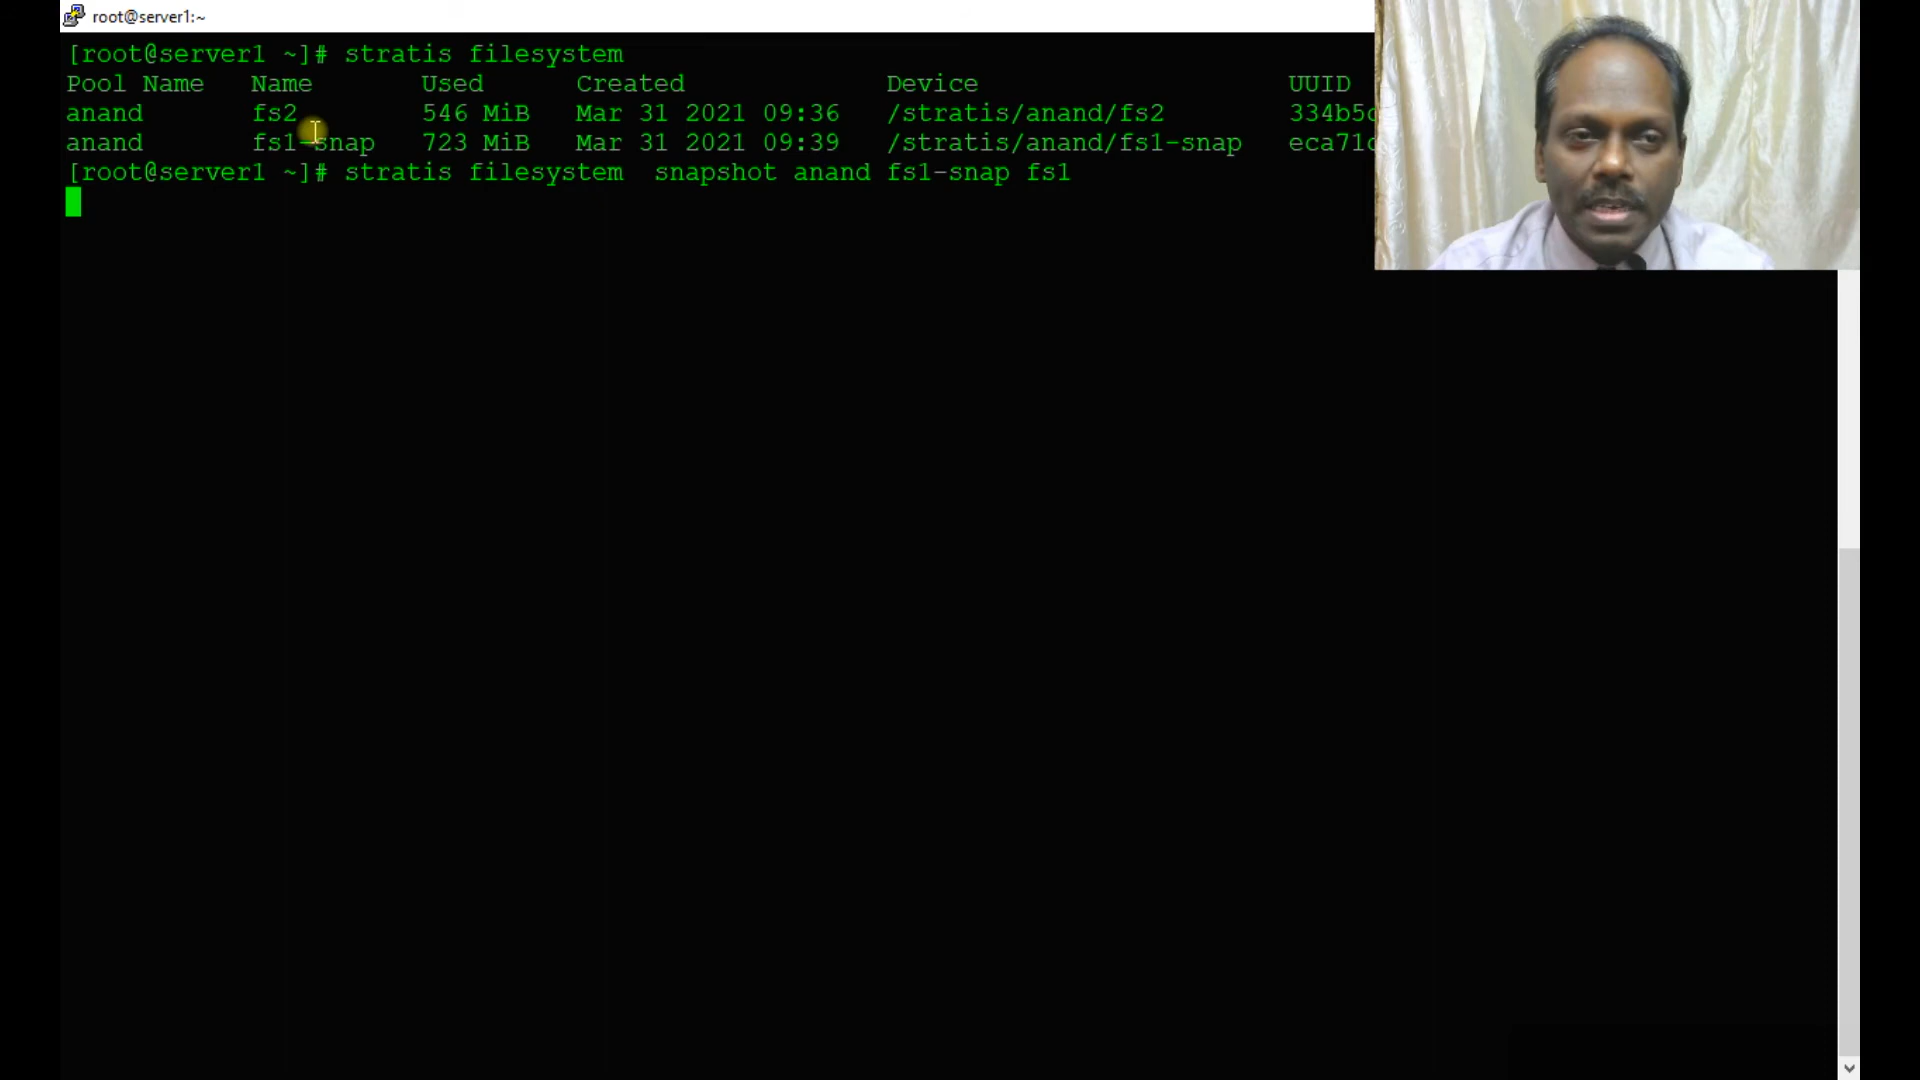 root@server1:~
[root@server1 ~]# stratis filesystem
Pool Name   Name       Used      Created             Device                    UUID
anand       fs2        546 MiB   Mar 31 2021 09:36   /stratis/anand/fs2        334b5
anand       fs1-snap   723 MiB   Mar 31 2021 09:39   /stratis/anand/fs1-snap   eca71
[root@server1 ~]# stratis filesystem  snapshot anand fs1-snap fs1